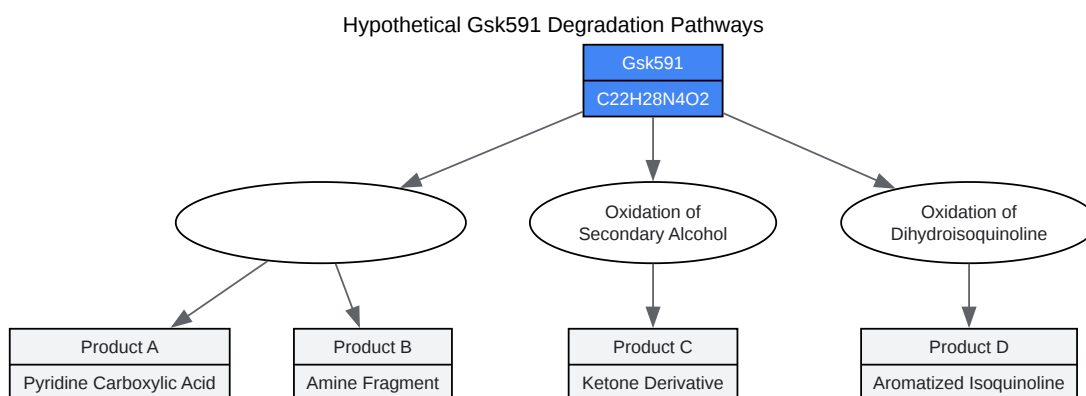 Hypothetical Gsk591 Degradation Pathways
Gsk591
C22H28N4O2
Oxidation of
Secondary Alcohol
Oxidation of
Dihydroisoquinoline
Product A
Pyridine Carboxylic Acid
Product B
Amine Fragment
Product C
Ketone Derivative
Product D
Aromatized Isoquinoline